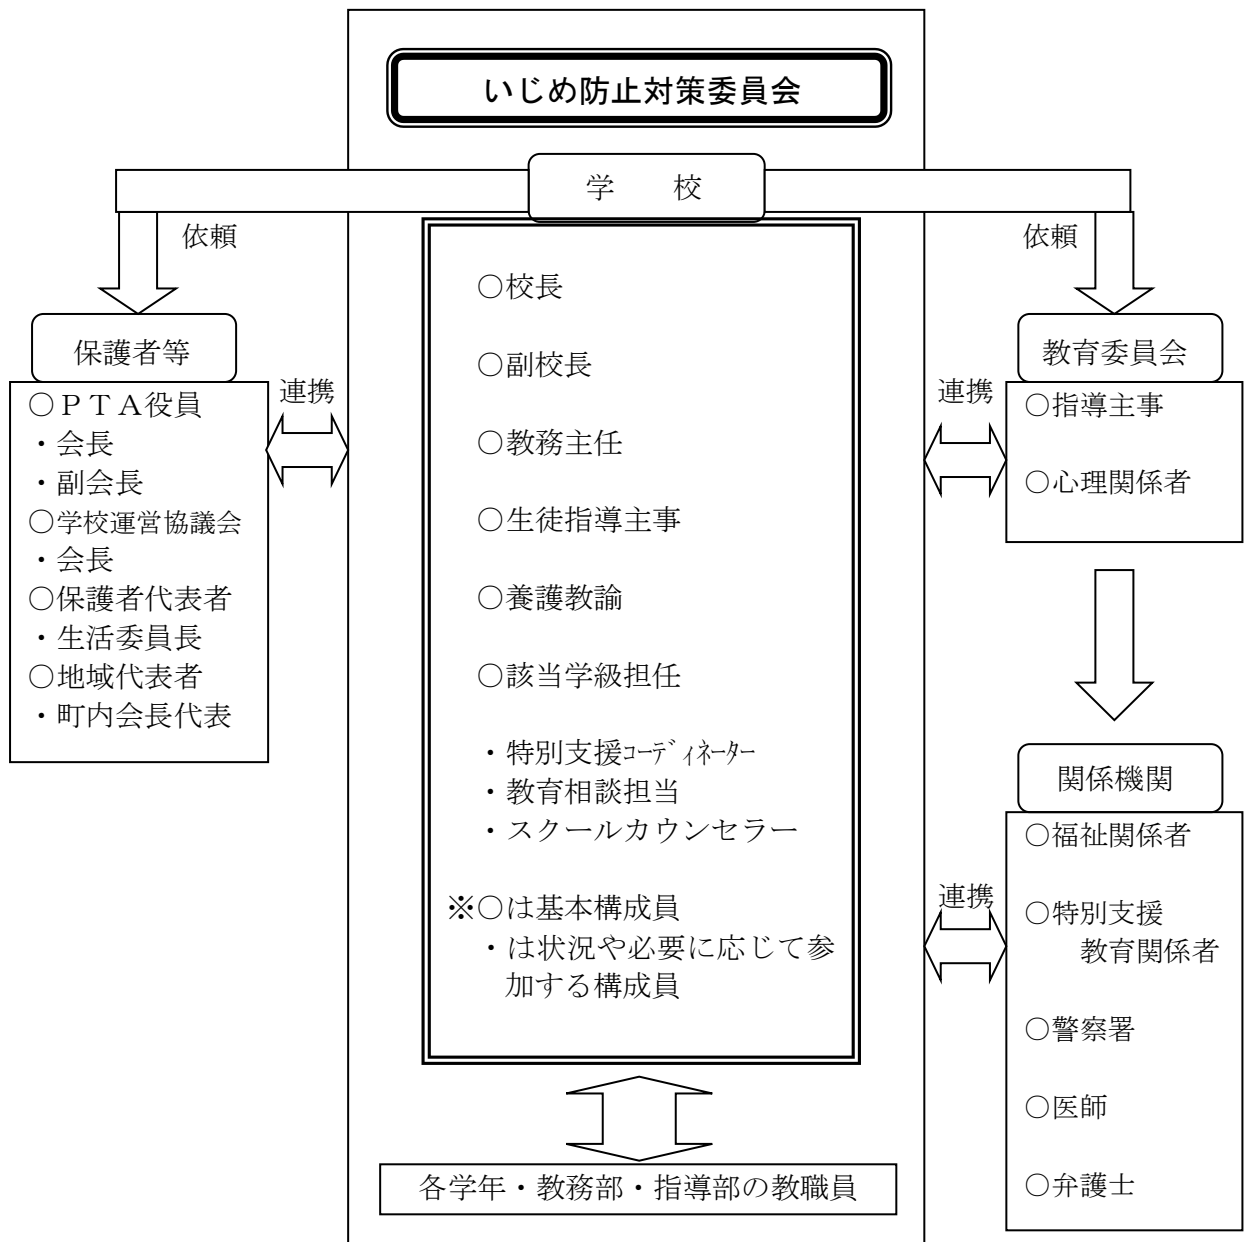 いじめ防止対策委員会
学　　校
依頼
依頼
保護者等
○ＰＴＡ役員
・会長
・副会長
○学校運営協議会
・会長
○保護者代表者
・生活委員長
○地域代表者
・町内会長代表
連携
○校長
○副校長
○教務主任
○生徒指導主事
○養護教諭
○該当学級担任
・特別支援ｺｰﾃﾞｨﾈｰﾀｰ
・教育相談担当
・スクールカウンセラー
※○は基本構成員
・は状況や必要に応じて参
加する構成員
各学年・教務部・指導部の教職員
連携
教育委員会
○指導主事
○心理関係者
連携
関係機関
○福祉関係者
○特別支援
教育関係者
○警察署
○医師
○弁護士